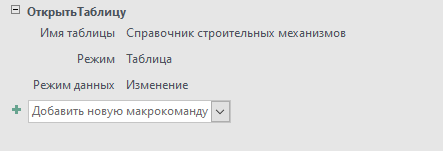 ОткрытьТаблицу
Имя таблицы Справочник строительных механизмов
Режим Таблица
Режим данных Изменение
Добавить новую макрокоманду